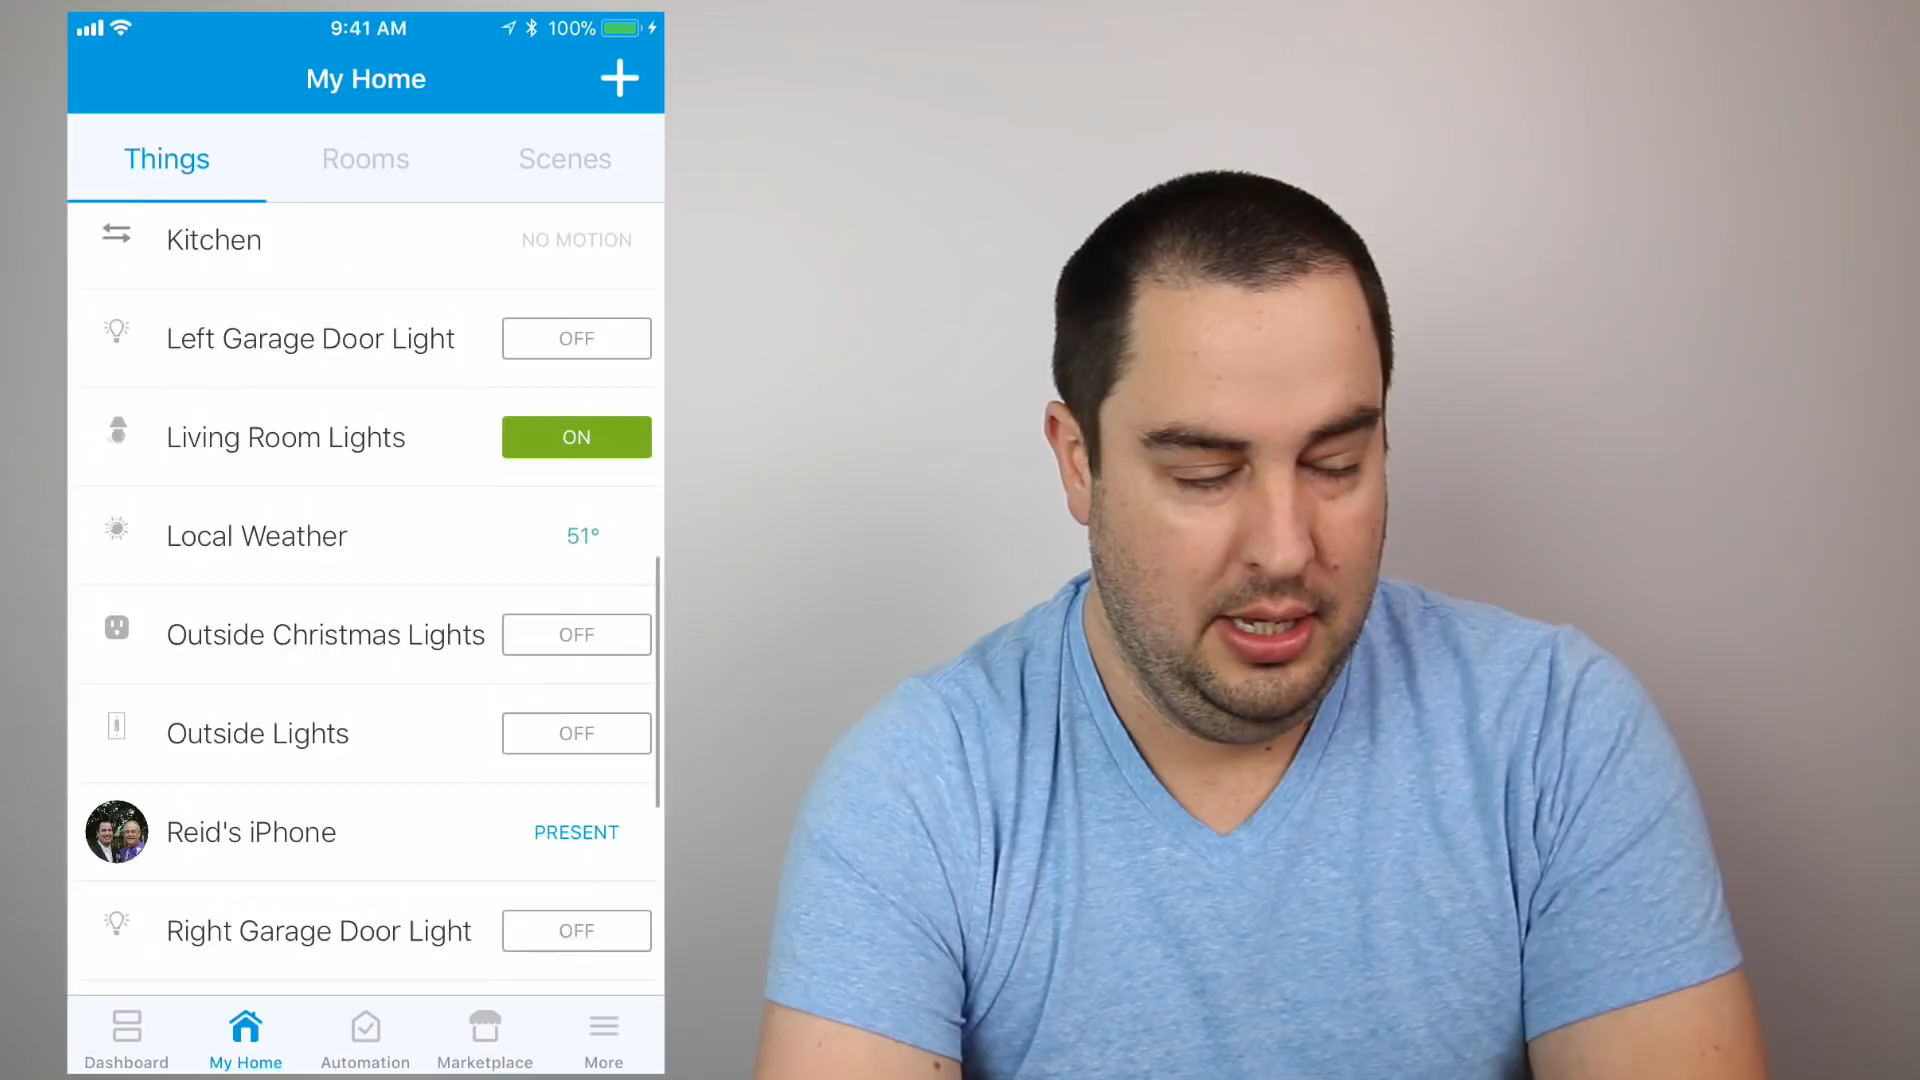 9:41 AM
100%
My Home
Things
Rooms
Scenes
Kitchen
NO MOTION
Left Garage Door Light
OFF
Living Room Lights
ON
Local Weather
51°
Outside Christmas Lights
OFF
Outside Lights
OFF
Reid's iPhone
PRESENT
Right Garage Door Light
OFF
Dashboard
My Home
Automation
Marketplace
More